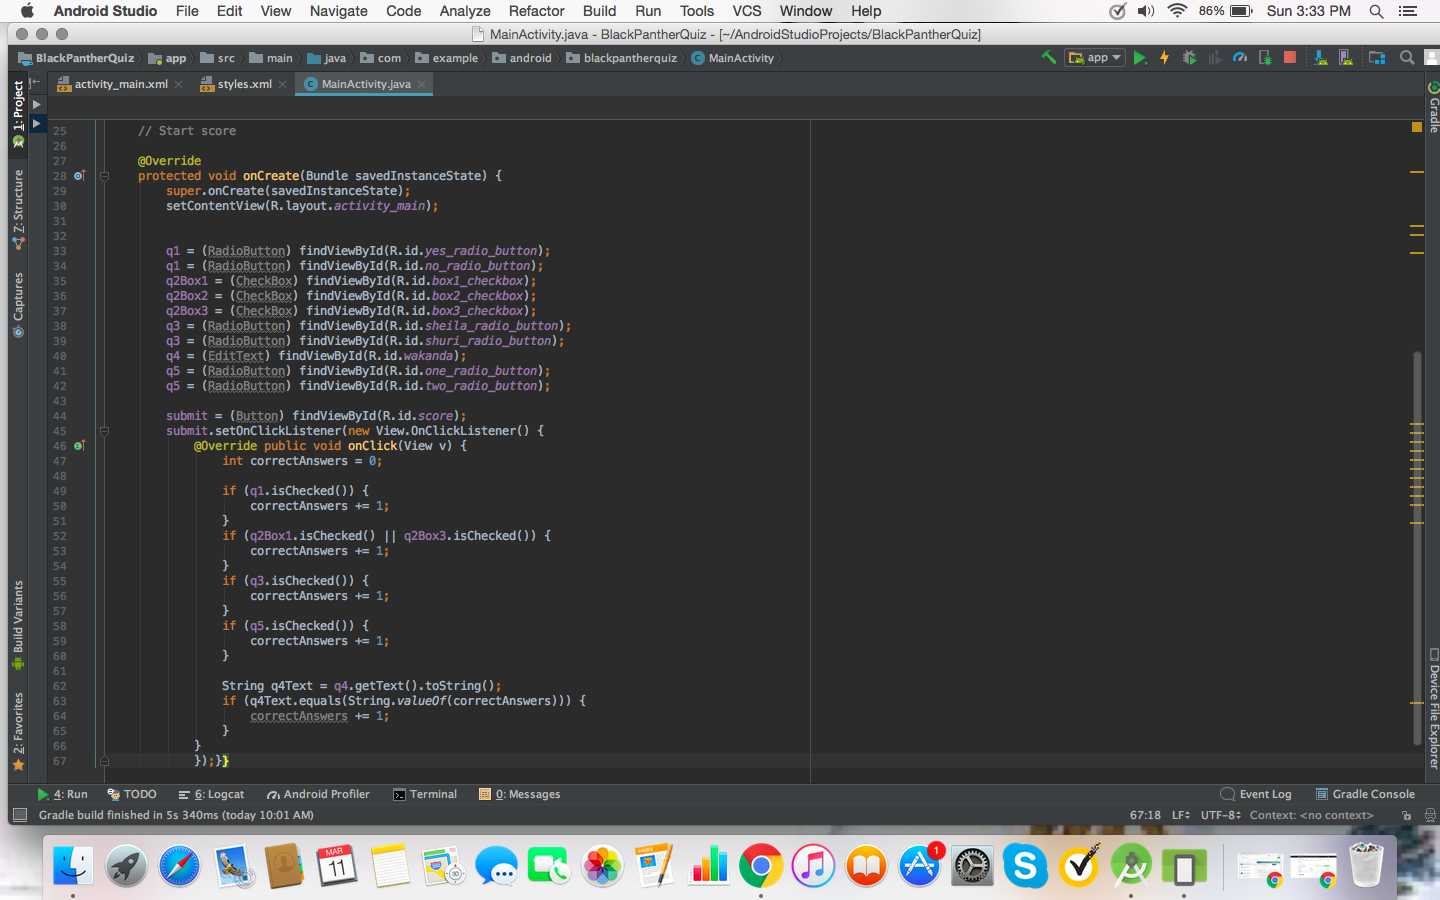 Android Studio File Edit View Navigate Code Analyze Refactor Build Run Tools VCS Window Help 86% Sun 3:33 PM
MainActivity.java - BlackPantherQuiz - [~/AndroidStudioProjects/BlackPantherQuiz]
BlackPantherQuiz app src main java com example android blackpantherquiz MainActivity app
activity_main.xml styles.xml MainActivity.java
1: Project
Z: Structure
Captures
Build Variants
2: Favorites
25 // Start score
26
27 @Override
28 protected void onCreate(Bundle savedInstanceState) {
29 super.onCreate(savedInstanceState);
30 setContentView(R.layout.activity_main);
31
32
33 q1 = (RadioButton) findViewById(R.id.yes_radio_button);
34 q1 = (RadioButton) findViewById(R.id.no_radio_button);
35 q2Box1 = (CheckBox) findViewById(R.id.box1_checkbox);
36 q2Box2 = (CheckBox) findViewById(R.id.box2_checkbox);
37 q2Box3 = (CheckBox) findViewById(R.id.box3_checkbox);
38 q3 = (RadioButton) findViewById(R.id.sheila_radio_button);
39 q3 = (RadioButton) findViewById(R.id.shuri_radio_button);
40 q4 = (EditText) findViewById(R.id.wakanda);
41 q5 = (RadioButton) findViewById(R.id.one_radio_button);
42 q5 = (RadioButton) findViewById(R.id.two_radio_button);
43
44 submit = (Button) findViewById(R.id.score);
45 submit.setOnClickListener(new View.OnClickListener() {
46 @Override public void onClick(View v) {
47 int correctAnswers = 0;
48
49 if (q1.isChecked()) {
50 correctAnswers += 1;
51 }
52 if (q2Box1.isChecked() || q2Box3.isChecked()) {
53 correctAnswers += 1;
54 }
55 if (q3.isChecked()) {
56 correctAnswers += 1;
57 }
58 if (q5.isChecked()) {
59 correctAnswers += 1;
60 }
61
62 String q4Text = q4.getText().toString();
63 if (q4Text.equals(String.valueOf(correctAnswers))) {
64 correctAnswers += 1;
65 }
66 }
67 });}}
Gradle
Device File Explorer
4: Run TODO 6: Logcat Android Profiler Terminal 0: Messages Event Log Gradle Console
Gradle build finished in 5s 340ms (today 10:01 AM) 67:18 LF UTF-8 Context: <no context>
MAR
11
PAGES
1